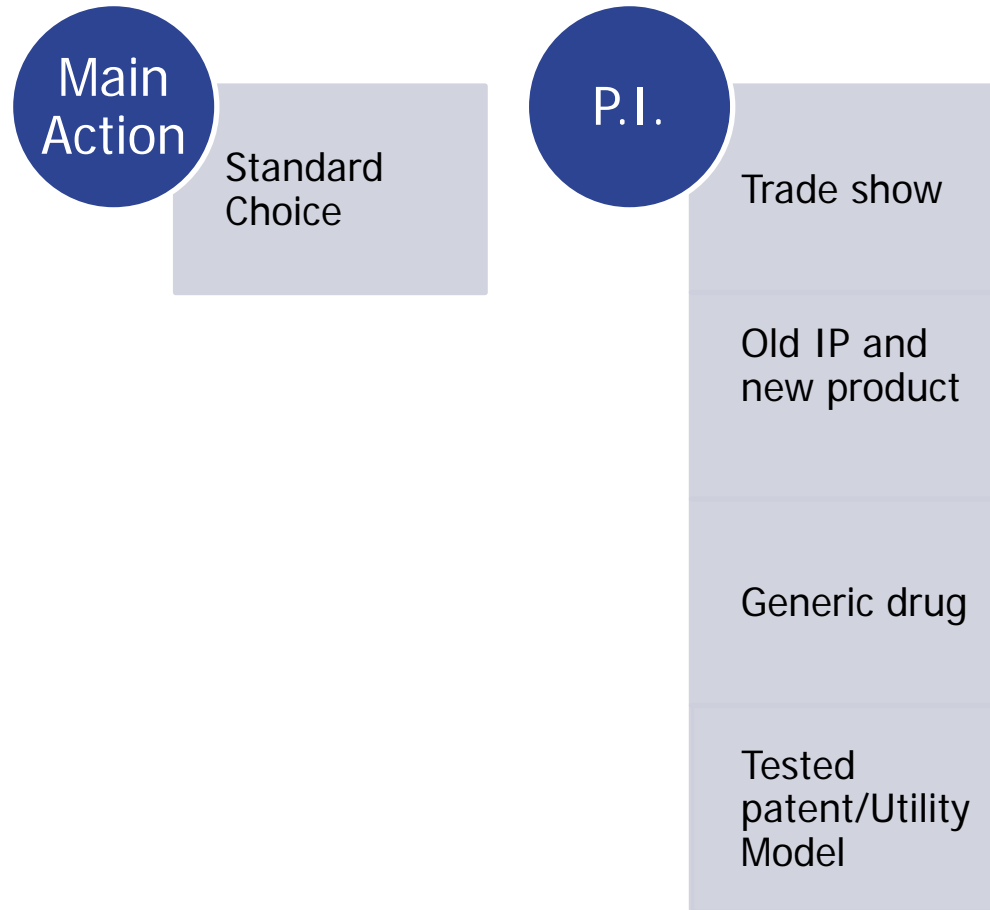 Main
Action
Standard
Choice
P.I.
Trade show
Old IP and
new product
Generic drug
Tested
patent/Utility
Model